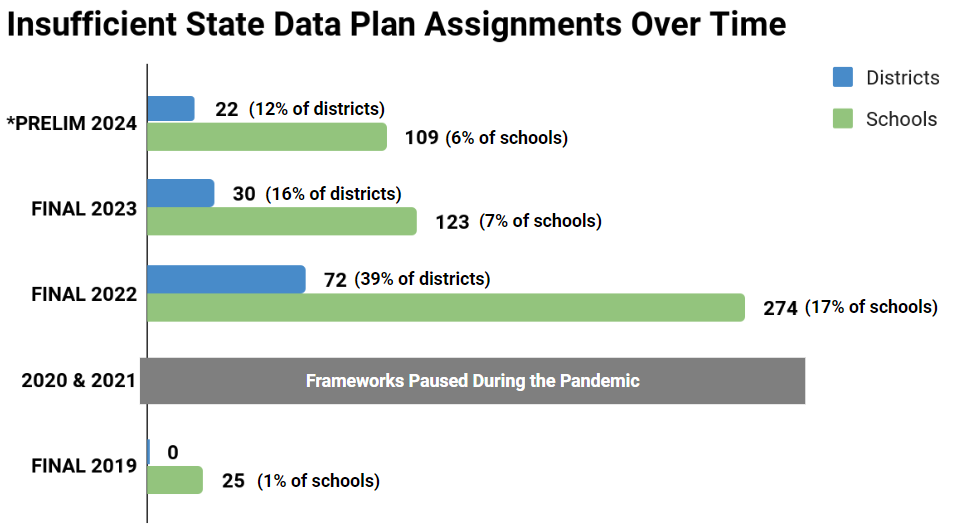 Insufficient State Data Plan Assignments Over Time
Districts
Schools
*PRELIM 2024
22 (12% of districts)
109 (6% of schools)
FINAL 2023
30 (16% of districts)
123 (7% of schools)
FINAL 2022
72 (39% of districts)
274 (17% of schools)
2020 & 2021
Frameworks Paused During the Pandemic
FINAL 2019
0
25 (1% of schools)